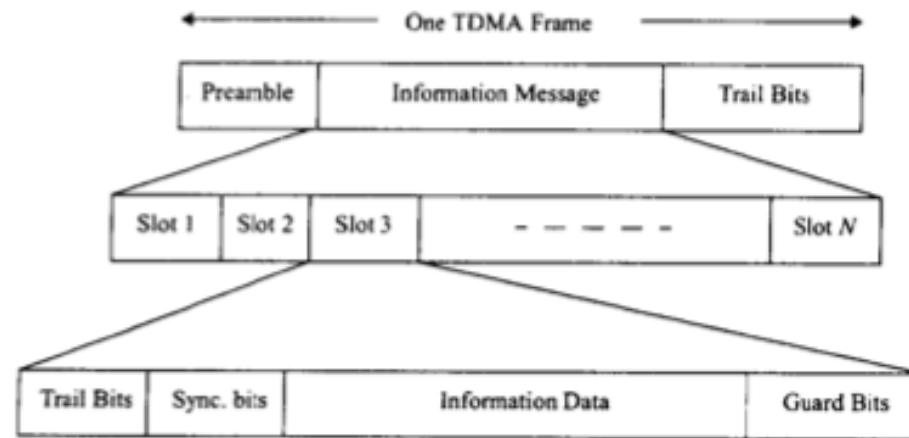 One TDMA Frame
Preamble Information Message Trail Bits
Slot 1 Slot 2 Slot 3 Slot N
Trail Bits Sync. bits Information Data Guard Bits